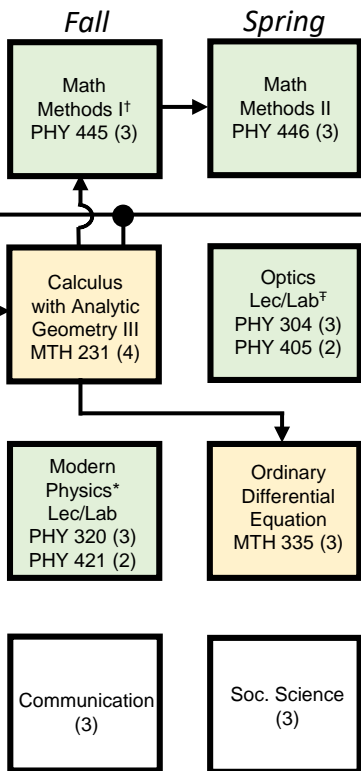 Fall
Spring
Math
Methods I†
PHY 445 (3)
Math
Methods II
PHY 446 (3)
Calculus
with Analytic
Geometry III
MTH 231 (4)
Optics
Lec/Lab‡
PHY 304 (3)
PHY 405 (2)
Modern
Physics*
Lec/Lab
PHY 320 (3)
PHY 421 (2)
Ordinary
Differential
Equation
MTH 335 (3)
Communication
(3)
Soc. Science
(3)